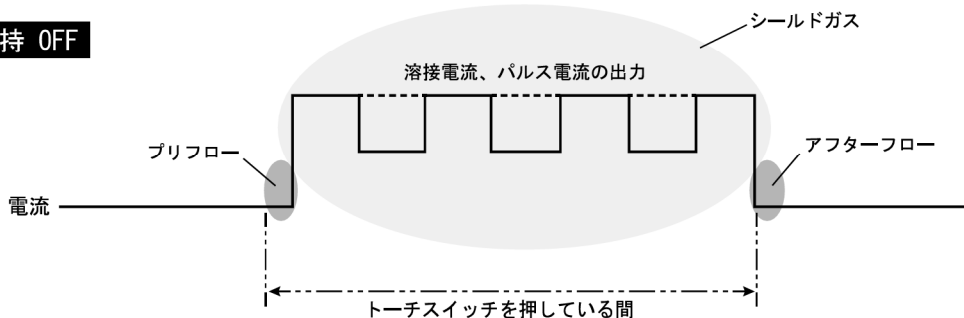 持 OFF
シールドガス
溶接電流、パルス電流の出力
プリフロー
アフターフロー
電流
トーチスイッチを押している間